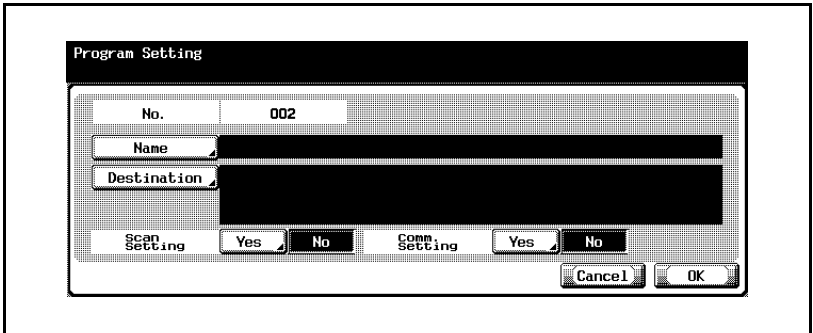 Program Setting
No. 002
Name
Destination
Scan Setting Yes No Comm. Setting Yes No
Cancel OK